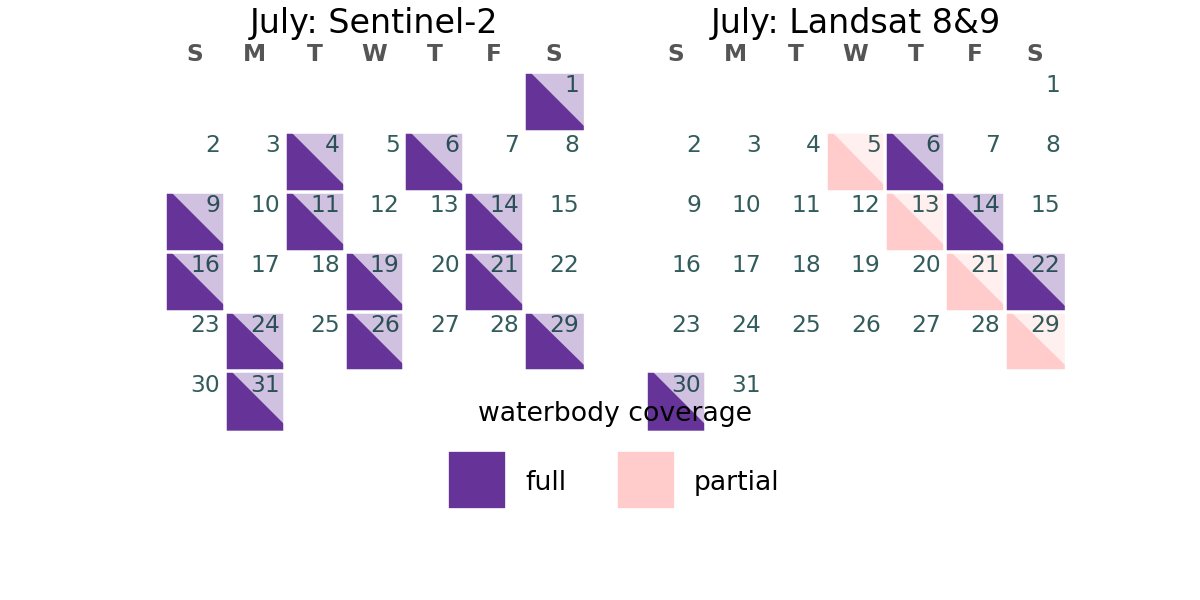 July: Sentinel-2
S M T W T F S
1
2 3 4 5 6 7 8
9 10 11 12 13 14 15
16 17 18 19 20 21 22
23 24 25 26 27 28 29
30 31
July: Landsat 8&9
S M T W T F S
1
2 3 4 5 6 7 8
9 10 11 12 13 14 15
16 17 18 19 20 21 22
23 24 25 26 27 28 29
30 31
waterbody coverage
full partial